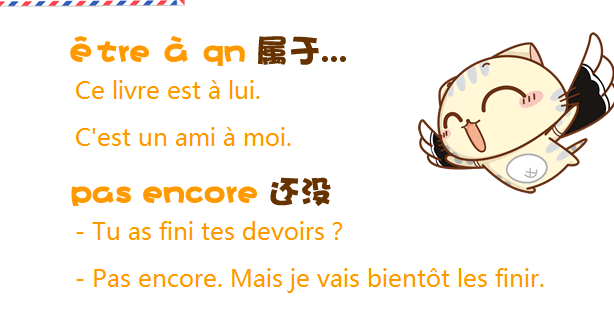 être à qn 属于...
Ce livre est à lui.
C'est un ami à moi.
pas encore 还没
- Tu as fini tes devoirs ?
- Pas encore. Mais je vais bientôt les finir.